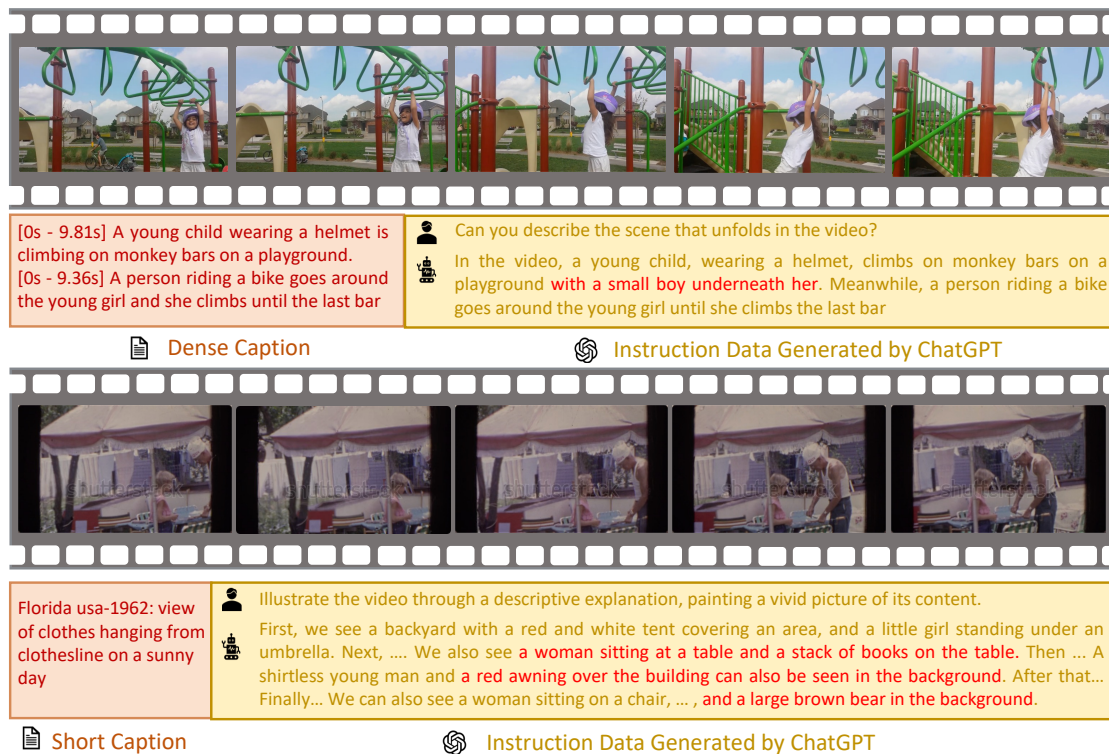 [0s - 9.81s] A young child wearing a helmet is
climbing on monkey bars on a playground.
[0s - 9.36s] A person riding a bike goes around
the young girl and she climbs until the last bar
Can you describe the scene that unfolds in the video?
In the video, a young child, wearing a helmet, climbs on monkey bars on a
playground with a small boy underneath her. Meanwhile, a person riding a bike
goes around the young girl until she climbs the last bar
Dense Caption
Instruction Data Generated by ChatGPT
shutterstock
shutterstock
shutterstock
shutterstock
shutterstock
Florida usa-1962: view
of clothes hanging from
clothesline on a sunny
day
Illustrate the video through a descriptive explanation, painting a vivid picture of its content.
First, we see a backyard with a red and white tent covering an area, and a little girl standing under an
umbrella. Next, .... We also see a woman sitting at a table and a stack of books on the table. Then ... A
shirtless young man and a red awning over the building can also be seen in the background. After that...
Finally... We can also see a woman sitting on a chair, ... , and a large brown bear in the background.
Short Caption
Instruction Data Generated by ChatGPT